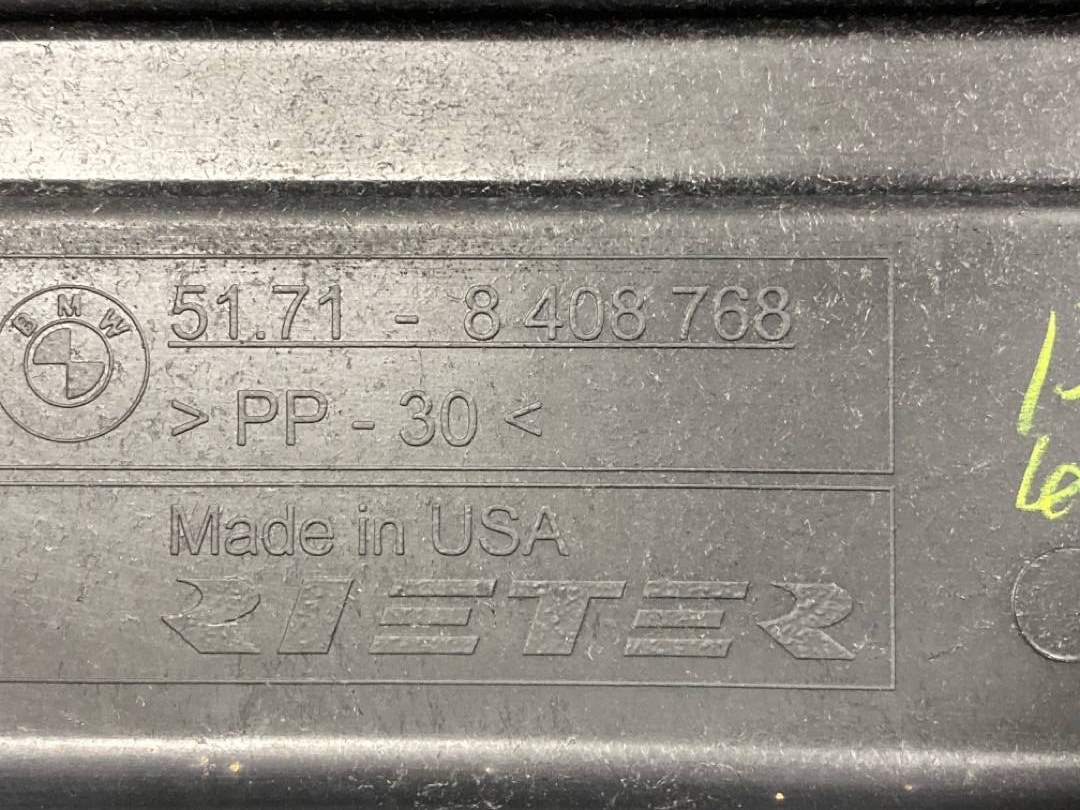 BMW
51.71 - 8 408 768
> PP - 30 <
Made in USA
RIETER